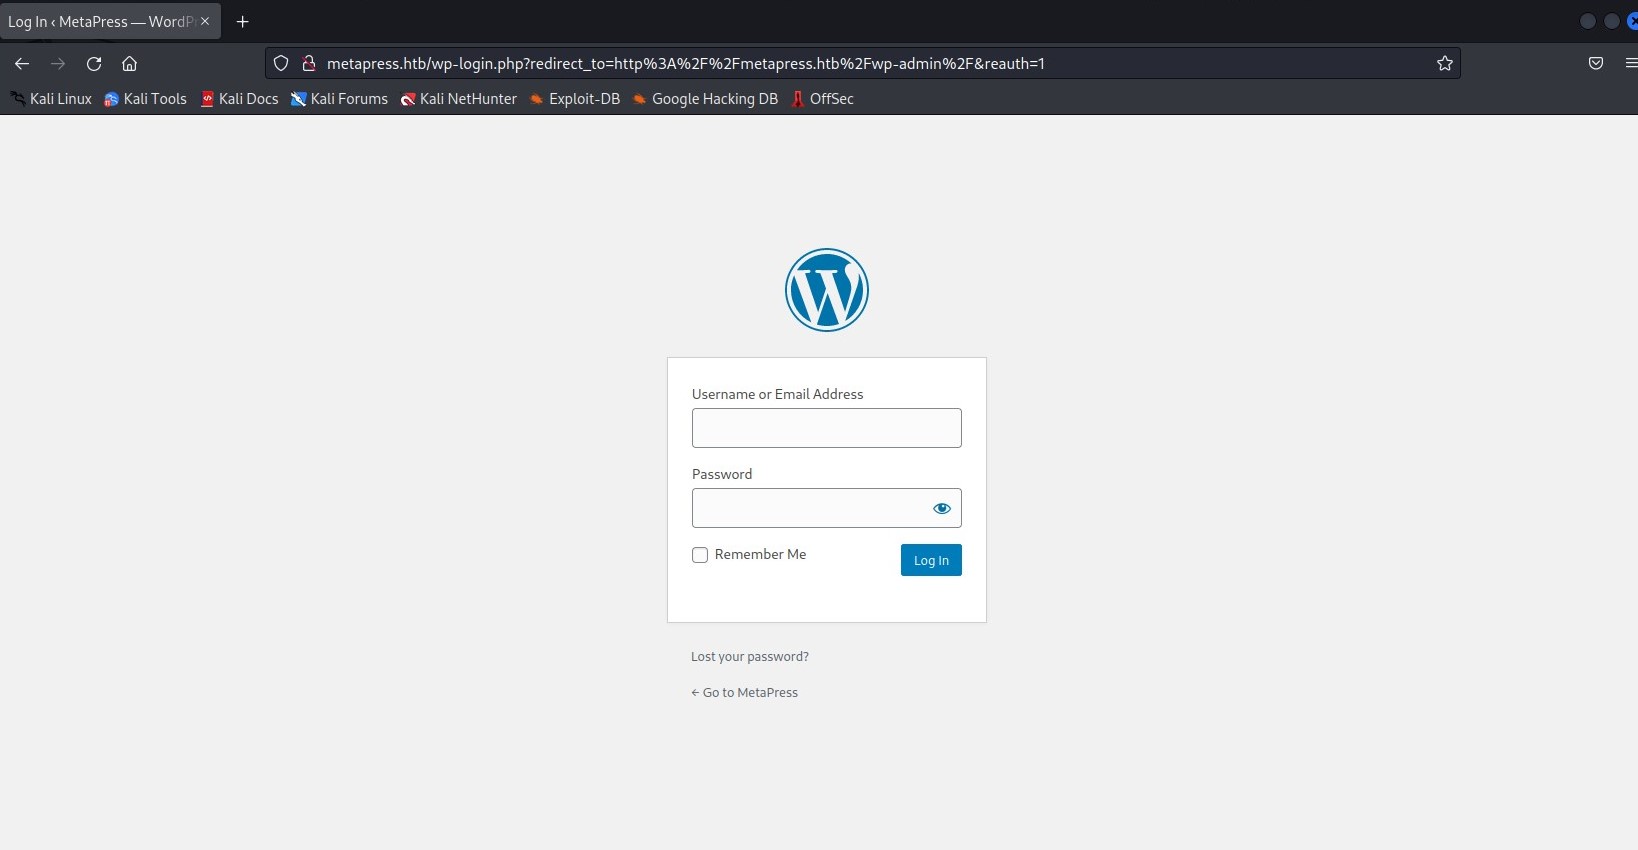 Log In ‹ MetaPress — WordPr
metapress.htb/wp-login.php?redirect_to=http%3A%2F%2Fmetapress.htb%2Fwp-admin%2F&reauth=1
Kali Linux Kali Tools Kali Docs Kali Forums Kali NetHunter Exploit-DB Google Hacking DB OffSec
Username or Email Address
Password
Remember Me Log In
Lost your password?
← Go to MetaPress